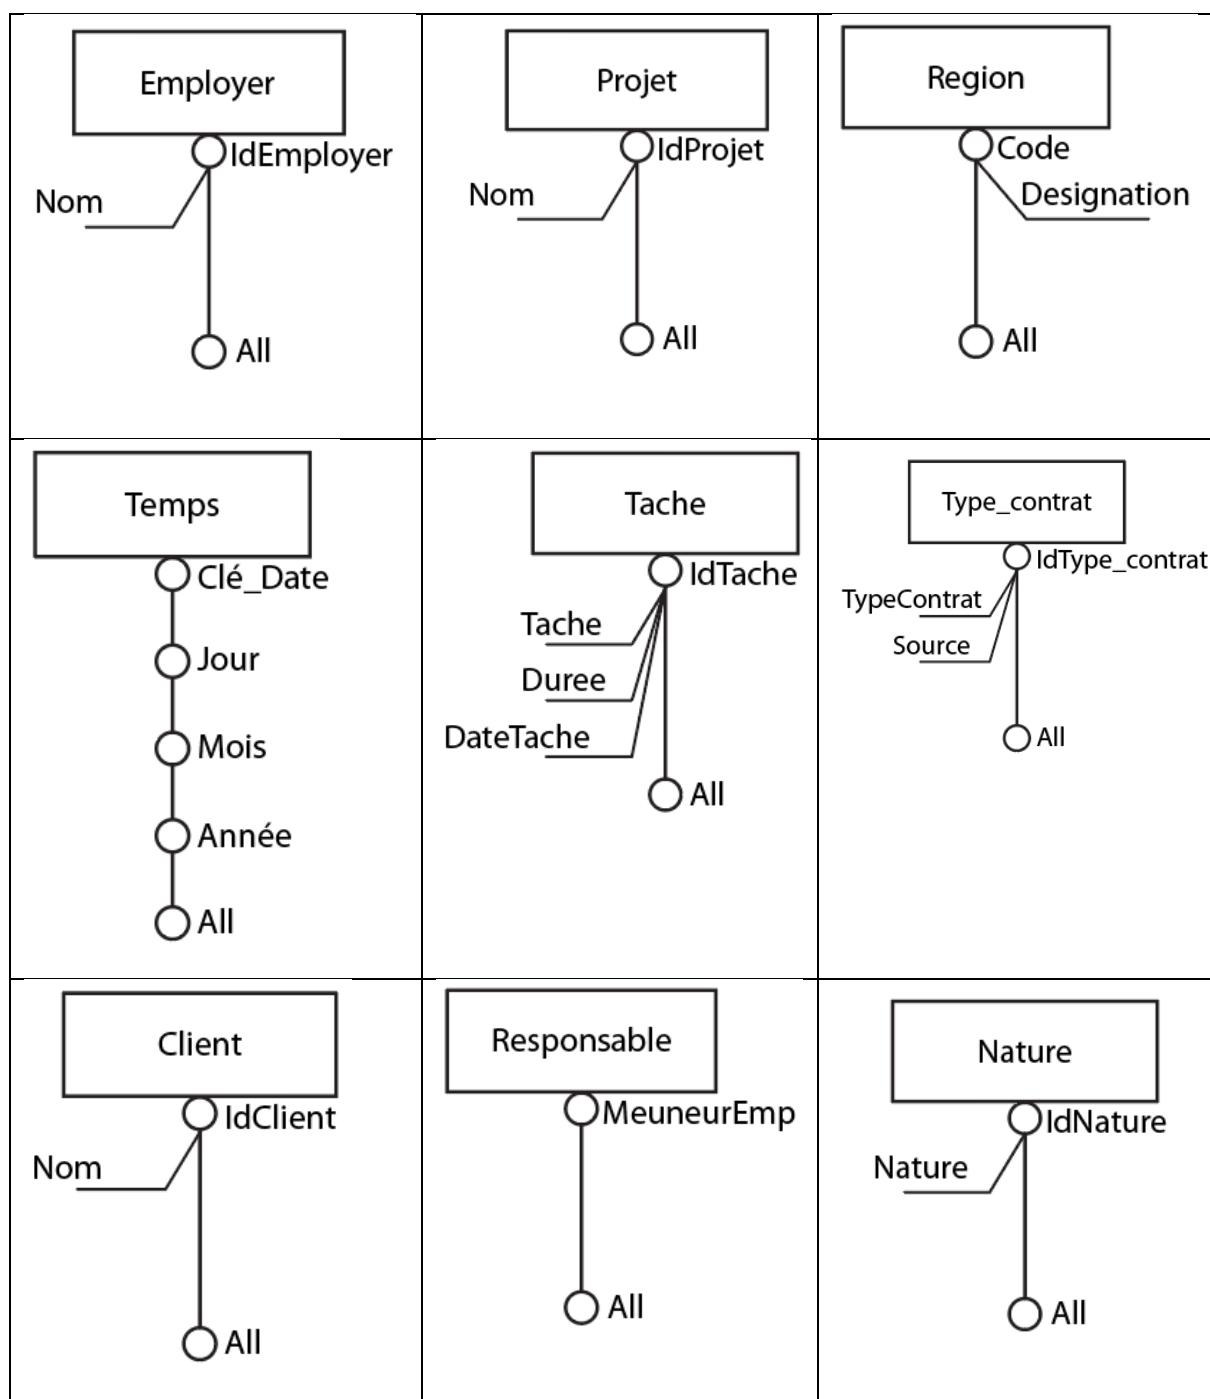 Employer
IdEmployer
Nom
All
Projet
IdProjet
Nom
All
Region
Code
Designation
All
Temps
Clé_Date
Jour
Mois
Année
All
Tache
IdTache
Tache
Duree
DateTache
All
Type_contrat
IdType_contrat
TypeContrat
Source
All
Client
IdClient
Nom
All
Responsable
MeuneurEmp
All
Nature
IdNature
Nature
All